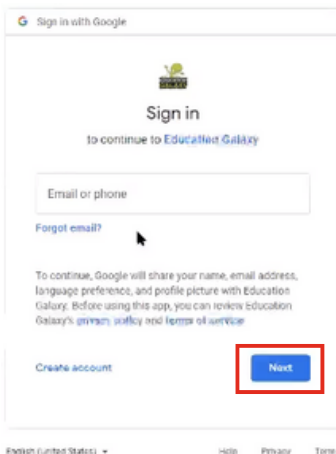 Sign in with Google
EDUCATION
GALAXY
Sign in
to continue to Education Galaxy
Email or phone
Forgot email?
To continue, Google will share your name, email address,
language preference, and profile picture with Education
Galaxy. Before using this app, you can review Education
Galaxy's privacy policy and terms of service
Create account
Next
English (United States)
Help Privacy Terms